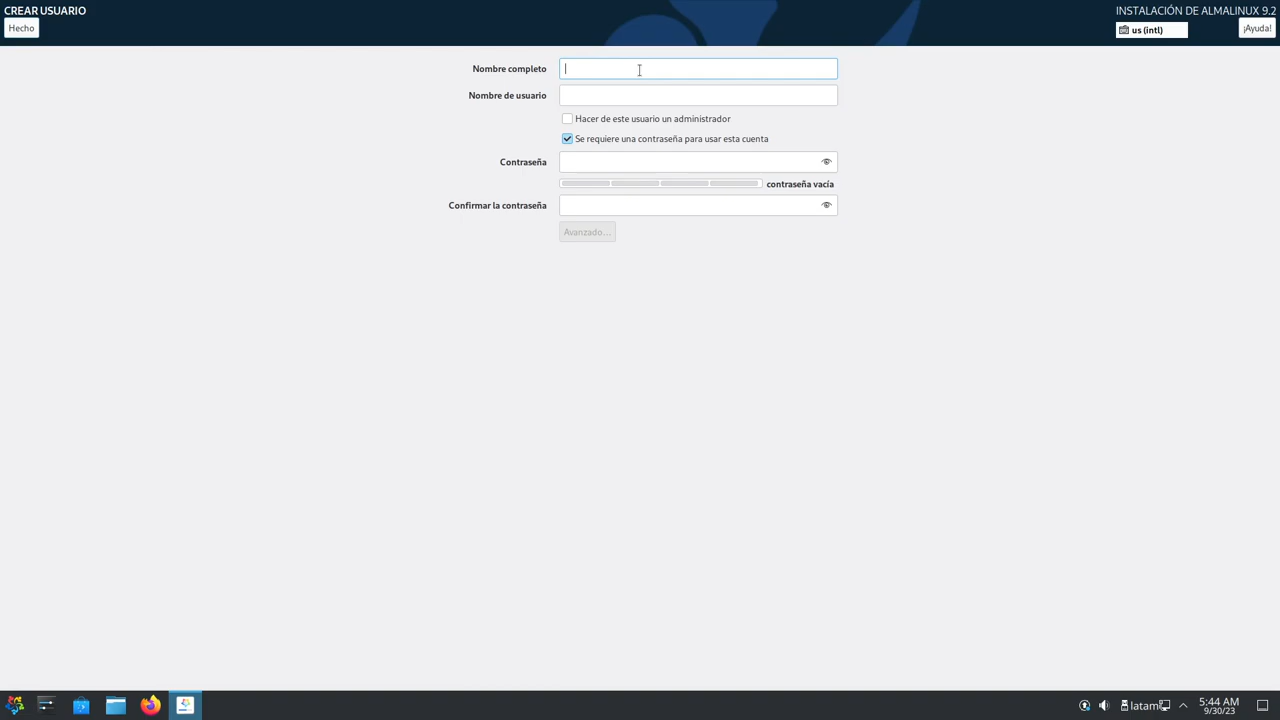 CREAR USUARIO
INSTALACIÓN DE ALMALINUX 9.2
Hecho
us (intl)
¡Ayuda!
Nombre completo
Nombre de usuario
Hacer de este usuario un administrador
Se requiere una contraseña para usar esta cuenta
Contraseña
contraseña vacía
Confirmar la contraseña
Avanzado...
latam
5:44 AM
9/30/23